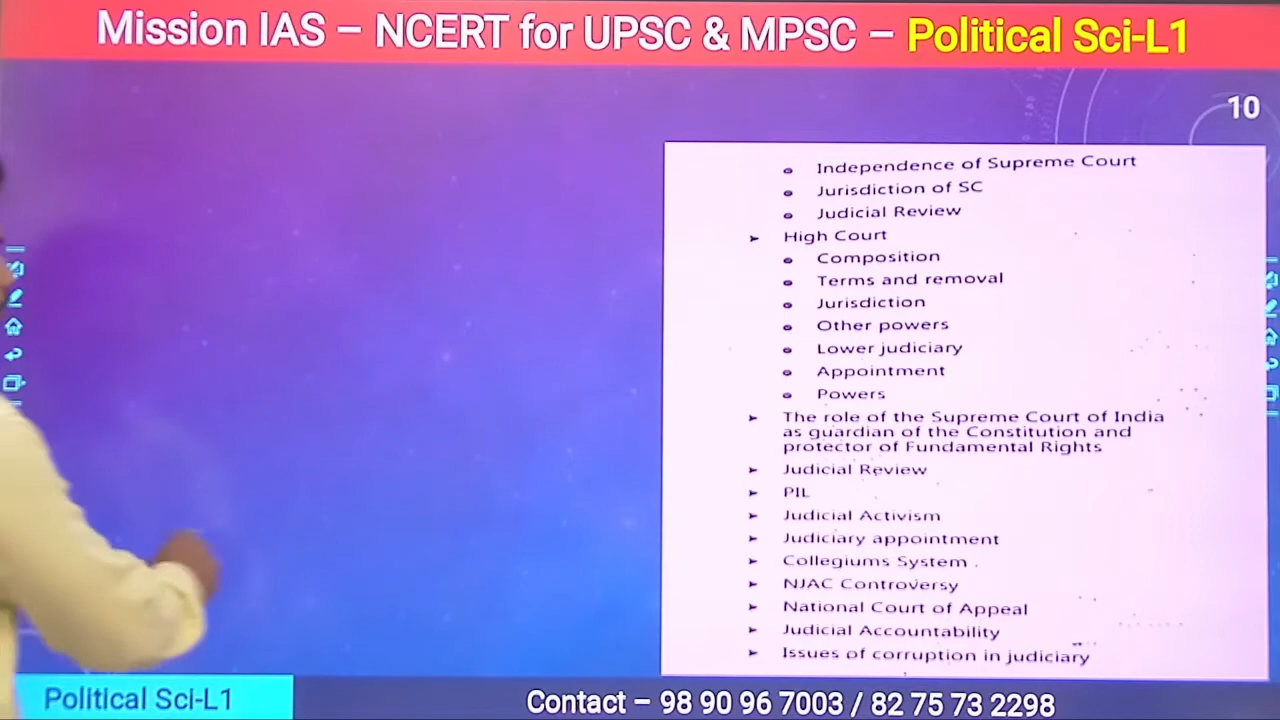 Mission IAS – NCERT for UPSC & MPSC – Political Sci-L1
10
Independence of Supreme Court
Jurisdiction of SC
Judicial Review
High Court
Composition
Terms and removal
Jurisdiction
Other powers
Lower judiciary
Appointment
Powers
The role of the Supreme Court of India
as guardian of the Constitution and
protector of Fundamental Rights
Judicial Review
PIL
Judicial Activism
Judiciary appointment
Collegiums System .
NJAC Controversy
National Court of Appeal
Judicial Accountability
Issues of corruption in judiciary
Political Sci-L1
Contact – 98 90 96 7003 / 82 75 73 2298